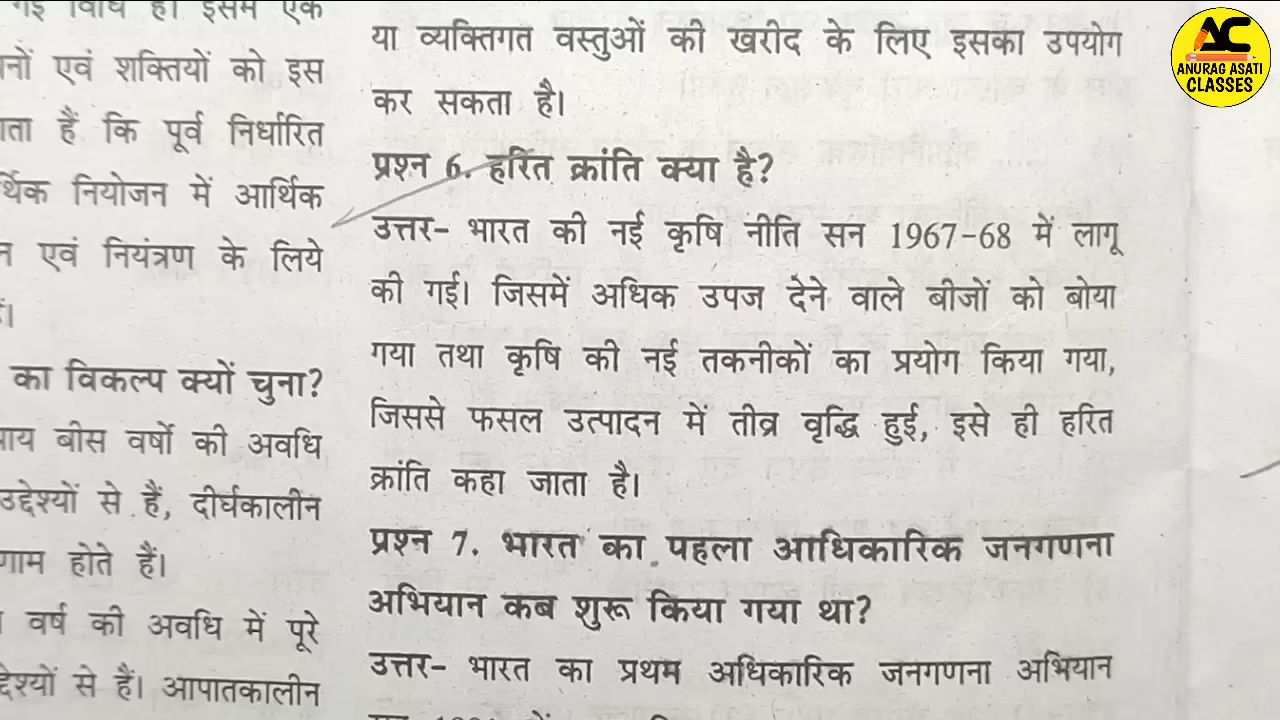 गई विधि है। इसमें एक
एवं शक्तियों को इस
है कि पूर्व निर्धारित
नियोजन में आर्थिक
एवं नियंत्रण के लिये
का विकल्प क्यों चुना?
बीस वर्षों की अवधि
उद्देश्यों से हैं, दीर्घकालीन
होते हैं।
वर्ष की अवधि में पूरे
से हैं। आपातकालीन
या व्यक्तिगत वस्तुओं की खरीद के लिए इसका उपयोग
कर सकता है।
प्रश्न 6. हरित क्रांति क्या है?
उत्तर- भारत की नई कृषि नीति सन 1967-68 में लागू
की गई। जिसमें अधिक उपज देने वाले बीजों को बोया
गया तथा कृषि की नई तकनीकों का प्रयोग किया गया,
जिससे फसल उत्पादन में तीव्र वृद्धि हुई, इसे ही हरित
क्रांति कहा जाता है।
प्रश्न 7. भारत का पहला आधिकारिक जनगणना
अभियान कब शुरू किया गया था?
उत्तर- भारत का प्रथम अधिकारिक जनगणना अभियान
AC
ANURAG ASATI
CLASSES